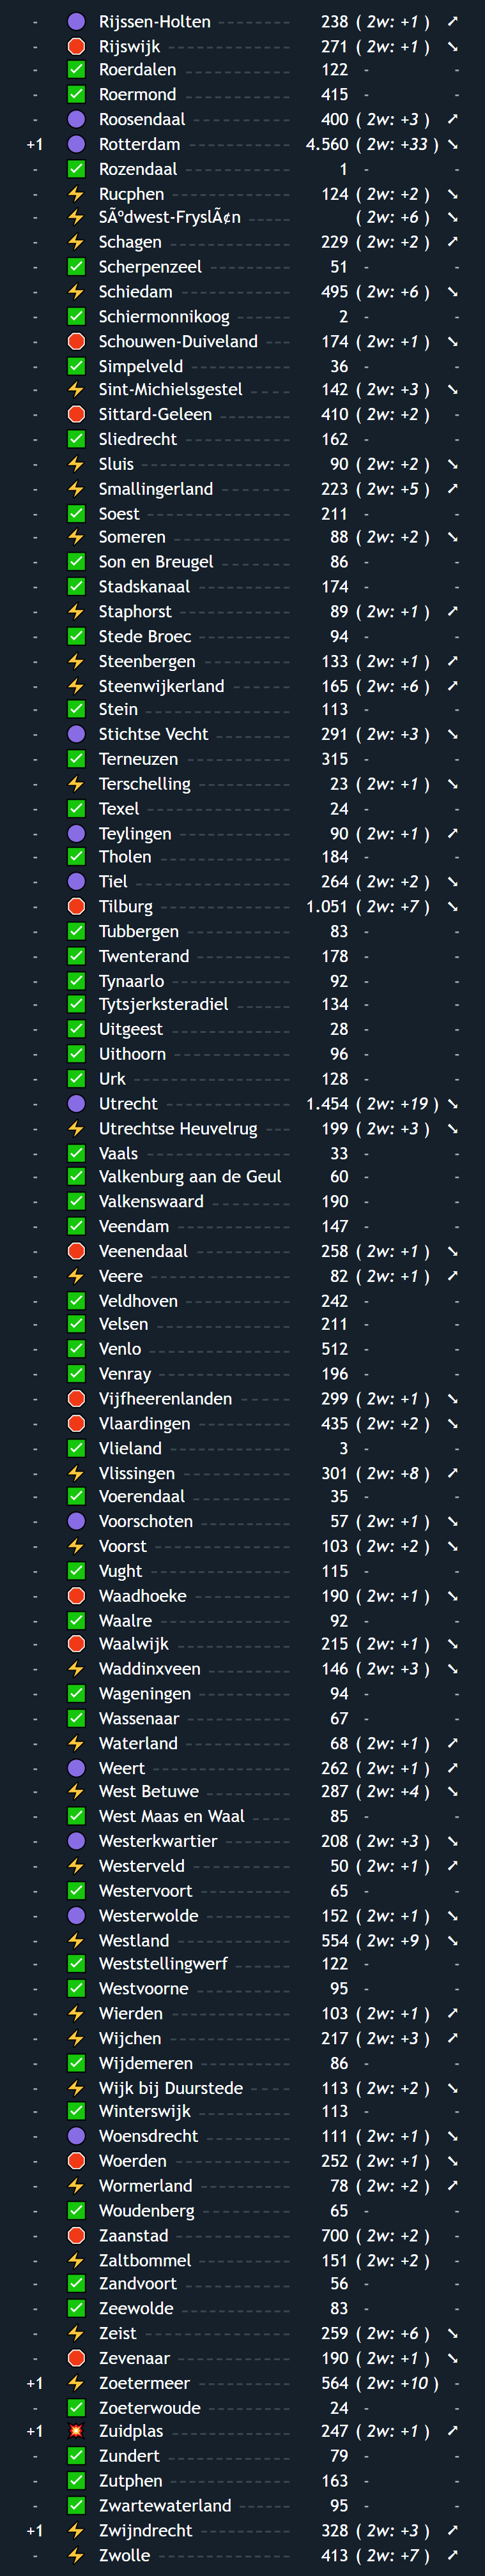 - Rijssen-Holten 238 ( 2w: +1 ) ➚
- Rijswijk 271 ( 2w: +1 ) ➘
- Roerdalen 122 - -
- Roermond 415 - -
- Roosendaal 400 ( 2w: +3 ) ➚
+1 Rotterdam 4.560 ( 2w: +33 ) ➘
- Rozendaal 1 - -
- Rucphen 124 ( 2w: +2 ) ➘
- SÃºdwest-FryslÃ¢n ( 2w: +6 ) ➘
- Schagen 229 ( 2w: +2 ) ➚
- Scherpenzeel 51 - -
- Schiedam 495 ( 2w: +6 ) ➘
- Schiermonnikoog 2 - -
- Schouwen-Duiveland 174 ( 2w: +1 ) ➘
- Simpelveld 36 - -
- Sint-Michielsgestel 142 ( 2w: +3 ) ➘
- Sittard-Geleen 410 ( 2w: +2 ) -
- Sliedrecht 162 - -
- Sluis 90 ( 2w: +2 ) ➘
- Smallingerland 223 ( 2w: +5 ) ➚
- Soest 211 - -
- Someren 88 ( 2w: +2 ) ➘
- Son en Breugel 86 - -
- Stadskanaal 174 - -
- Staphorst 89 ( 2w: +1 ) ➚
- Stede Broec 94 - -
- Steenbergen 133 ( 2w: +1 ) ➚
- Steenwijkerland 165 ( 2w: +6 ) ➚
- Stein 113 - -
- Stichtse Vecht 291 ( 2w: +3 ) ➘
- Terneuzen 315 - -
- Terschelling 23 ( 2w: +1 ) ➘
- Texel 24 - -
- Teylingen 90 ( 2w: +1 ) ➚
- Tholen 184 - -
- Tiel 264 ( 2w: +2 ) ➘
- Tilburg 1.051 ( 2w: +7 ) ➘
- Tubbergen 83 - -
- Twenterand 178 - -
- Tynaarlo 92 - -
- Tytsjerksteradiel 134 - -
- Uitgeest 28 - -
- Uithoorn 96 - -
- Urk 128 - -
- Utrecht 1.454 ( 2w: +19 ) ➘
- Utrechtse Heuvelrug 199 ( 2w: +3 ) ➘
- Vaals 33 - -
- Valkenburg aan de Geul 60 - -
- Valkenswaard 190 - -
- Veendam 147 - -
- Veenendaal 258 ( 2w: +1 ) ➘
- Veere 82 ( 2w: +1 ) ➚
- Veldhoven 242 - -
- Velsen 211 - -
- Venlo 512 - -
- Venray 196 - -
- Vijfheerenlanden 299 ( 2w: +1 ) ➘
- Vlaardingen 435 ( 2w: +2 ) ➘
- Vlieland 3 - -
- Vlissingen 301 ( 2w: +8 ) ➚
- Voerendaal 35 - -
- Voorschoten 57 ( 2w: +1 ) ➘
- Voorst 103 ( 2w: +2 ) ➘
- Vught 115 - -
- Waadhoeke 190 ( 2w: +1 ) ➘
- Waalre 92 - -
- Waalwijk 215 ( 2w: +1 ) ➘
- Waddinxveen 146 ( 2w: +3 ) ➘
- Wageningen 94 - -
- Wassenaar 67 - -
- Waterland 68 ( 2w: +1 ) ➚
- Weert 262 ( 2w: +1 ) ➚
- West Betuwe 287 ( 2w: +4 ) ➘
- West Maas en Waal 85 - -
- Westerkwartier 208 ( 2w: +3 ) ➘
- Westerveld 50 ( 2w: +1 ) ➚
- Westervoort 65 - -
- Westerwolde 152 ( 2w: +1 ) ➘
- Westland 554 ( 2w: +9 ) ➘
- Weststellingwerf 122 - -
- Westvoorne 95 - -
- Wierden 103 ( 2w: +1 ) ➚
- Wijchen 217 ( 2w: +3 ) ➚
- Wijdemeren 86 - -
- Wijk bij Duurstede 113 ( 2w: +2 ) ➘
- Winterswijk 113 - -
- Woensdrecht 111 ( 2w: +1 ) ➘
- Woerden 252 ( 2w: +1 ) ➘
- Wormerland 78 ( 2w: +2 ) ➚
- Woudenberg 65 - -
- Zaanstad 700 ( 2w: +2 ) -
- Zaltbommel 151 ( 2w: +2 ) -
- Zandvoort 56 - -
- Zeewolde 83 - -
- Zeist 259 ( 2w: +6 ) ➘
- Zevenaar 190 ( 2w: +1 ) ➘
+1 Zoetermeer 564 ( 2w: +10 ) -
- Zoeterwoude 24 - -
+1 Zuidplas 247 ( 2w: +1 ) ➚
- Zundert 79 - -
- Zutphen 163 - -
- Zwartewaterland 95 - -
+1 Zwijndrecht 328 ( 2w: +3 ) ➚
- Zwolle 413 ( 2w: +7 ) ➚